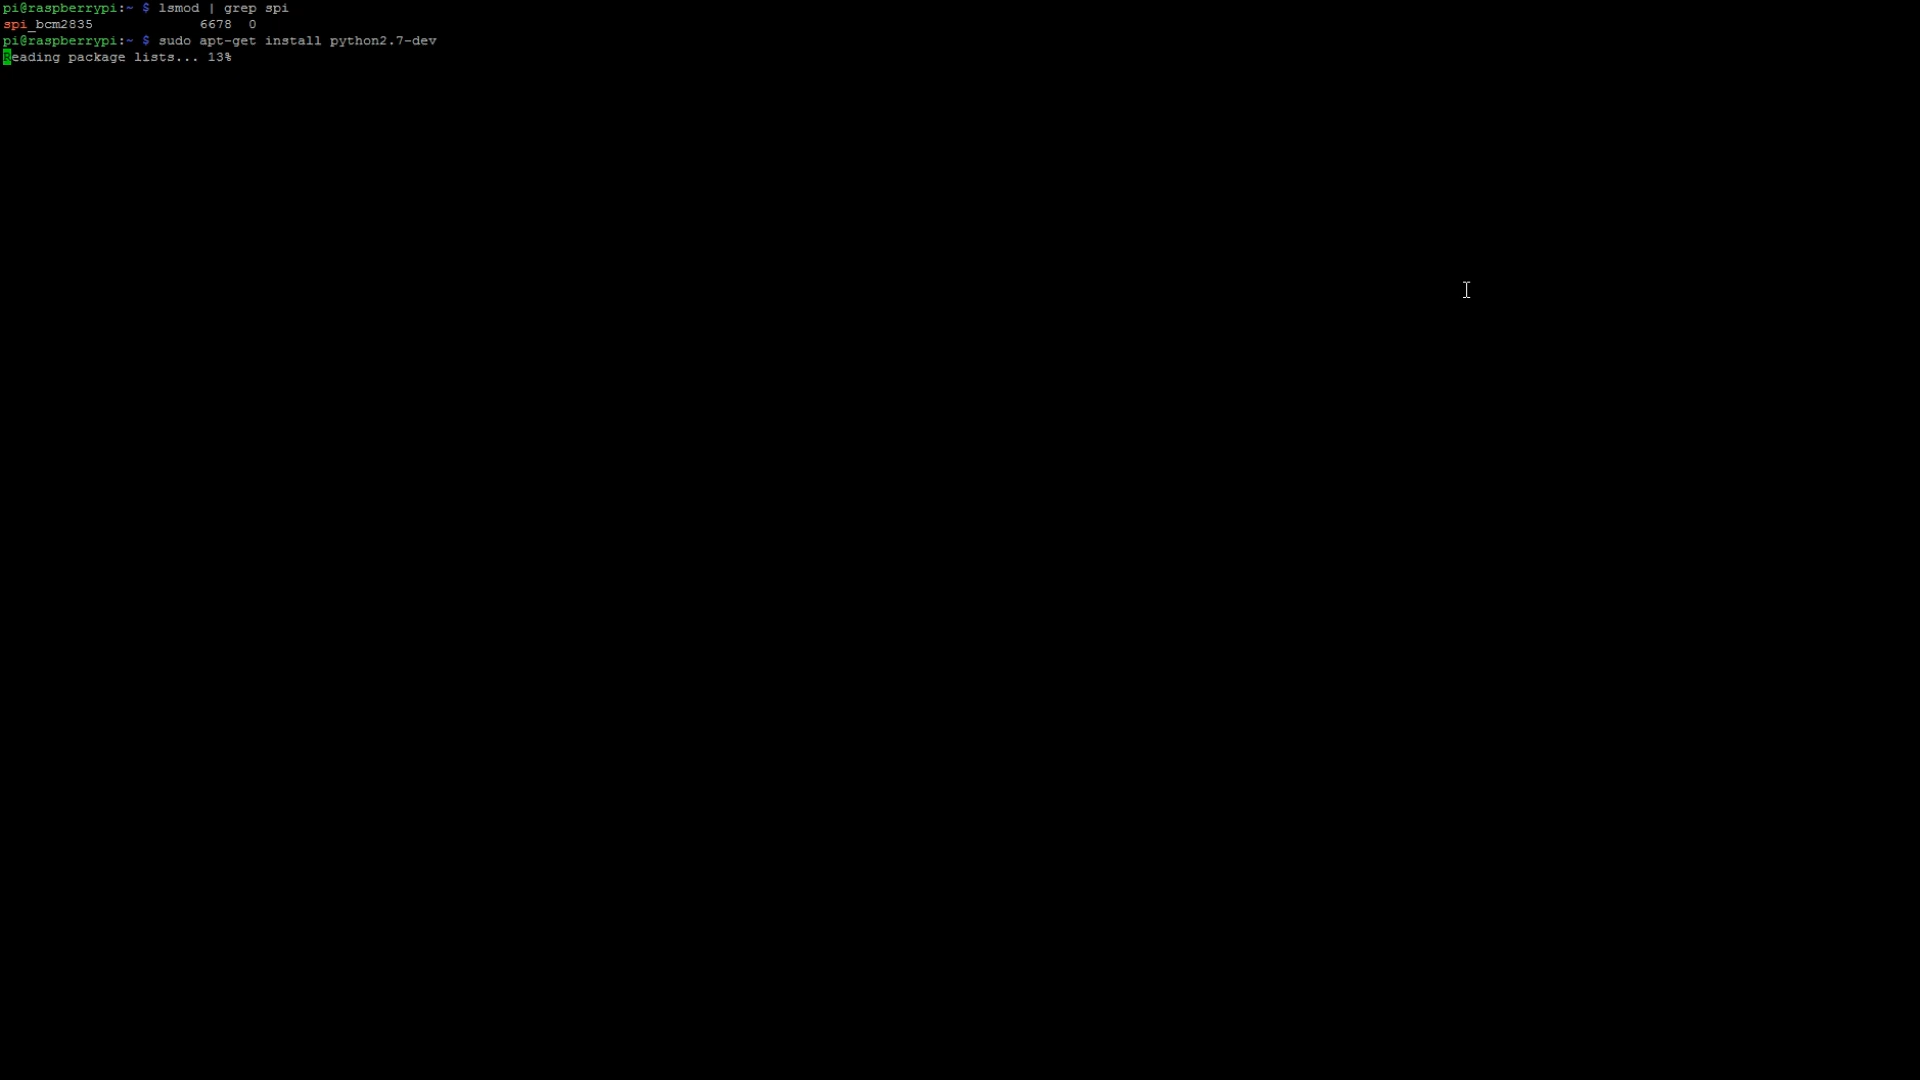 pi@raspberrypi:~ $ lsmod | grep spi
spi_bcm2835             6678  0
pi@raspberrypi:~ $ sudo apt-get install python2.7-dev
Reading package lists... 13%